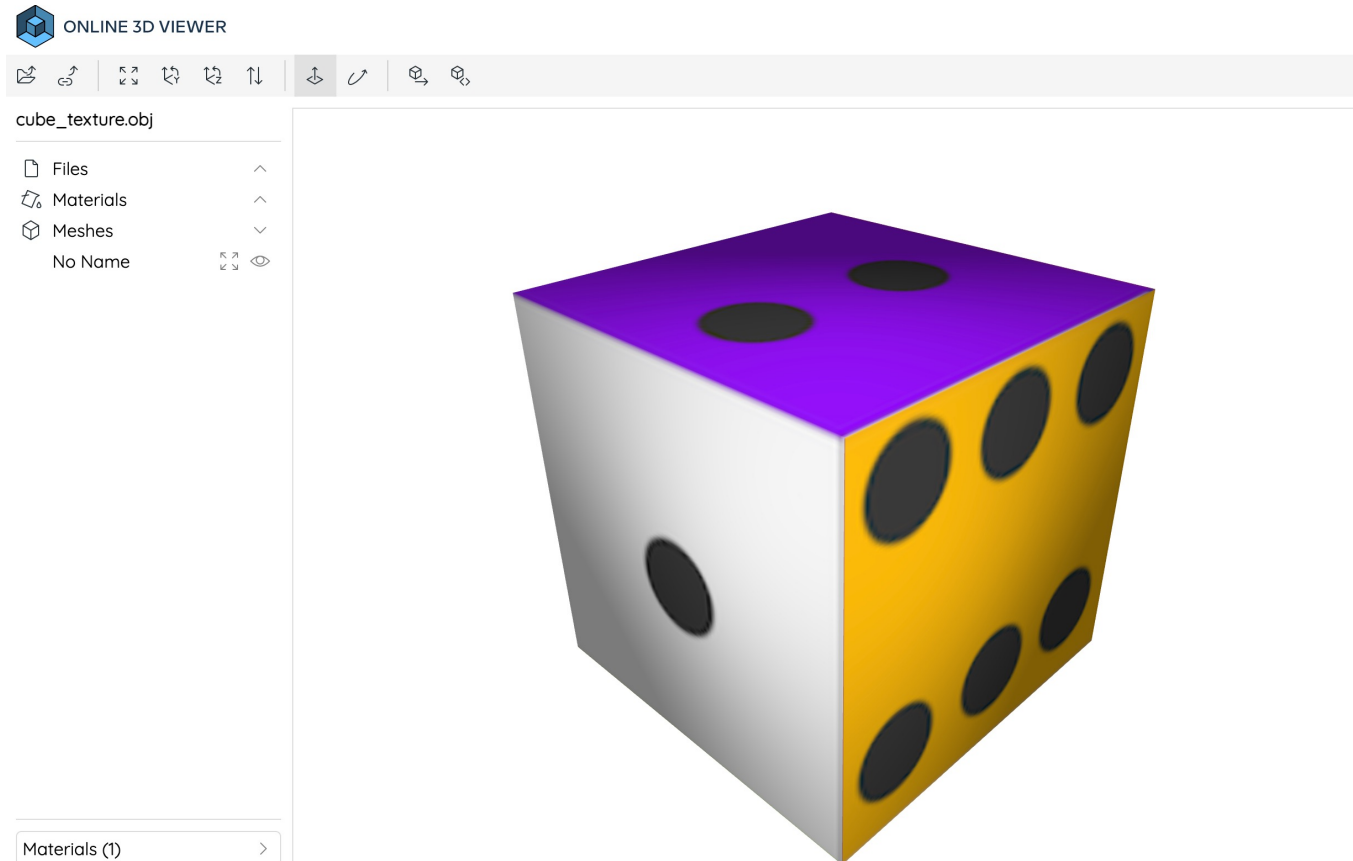 ONLINE 3D VIEWER
cube_texture.obj
Files
Materials
Meshes
No Name
Materials (1)